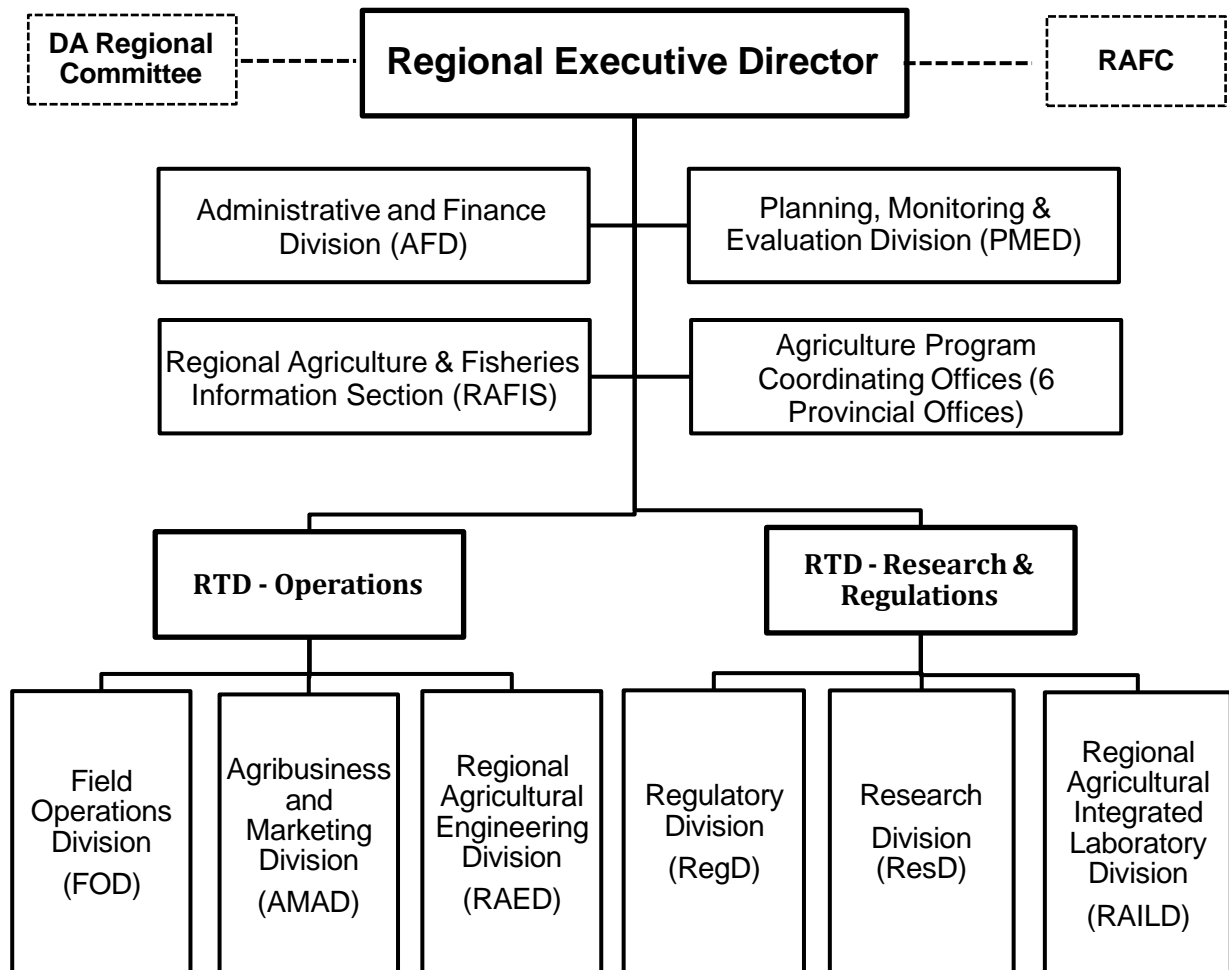 DA Regional
Committee
Regional Executive Director
RAFC
Administrative and Finance
Division (AFD)
Planning, Monitoring &
Evaluation Division (PMED)
Regional Agriculture & Fisheries
Information Section (RAFIS)
Agriculture Program
Coordinating Offices (6
Provincial Offices)
RTD - Operations
RTD - Research &
Regulations
Field
Operations
Division
(FOD)
Agribusiness
and
Marketing
Division
(AMAD)
Regional
Agricultural
Engineering
Division
(RAED)
Regulatory
Division
(RegD)
Research
Division
(ResD)
Regional
Agricultural
Integrated
Laboratory
Division
(RAILD)